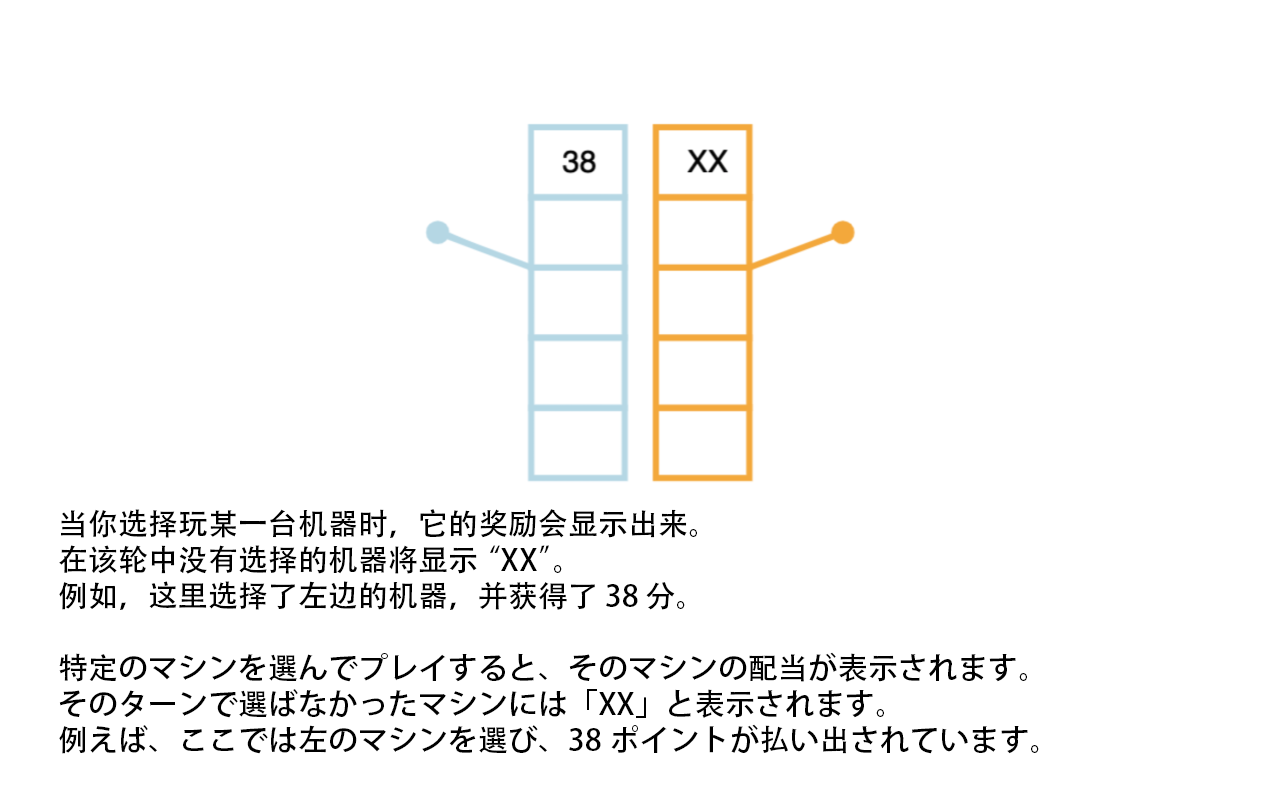 38 XX
当你选择玩某一台机器时，它的奖励会显示出来。
在该轮中没有选择的机器将显示 “XX”。
例如，这里选择了左边的机器，并获得了 38 分。
特定のマシンを選んでプレイすると、そのマシンの配当が表示されます。
そのターンで選ばなかったマシンには「XX」と表示されます。
例えば、ここでは左のマシンを選び、38 ポイントが払い出されています。